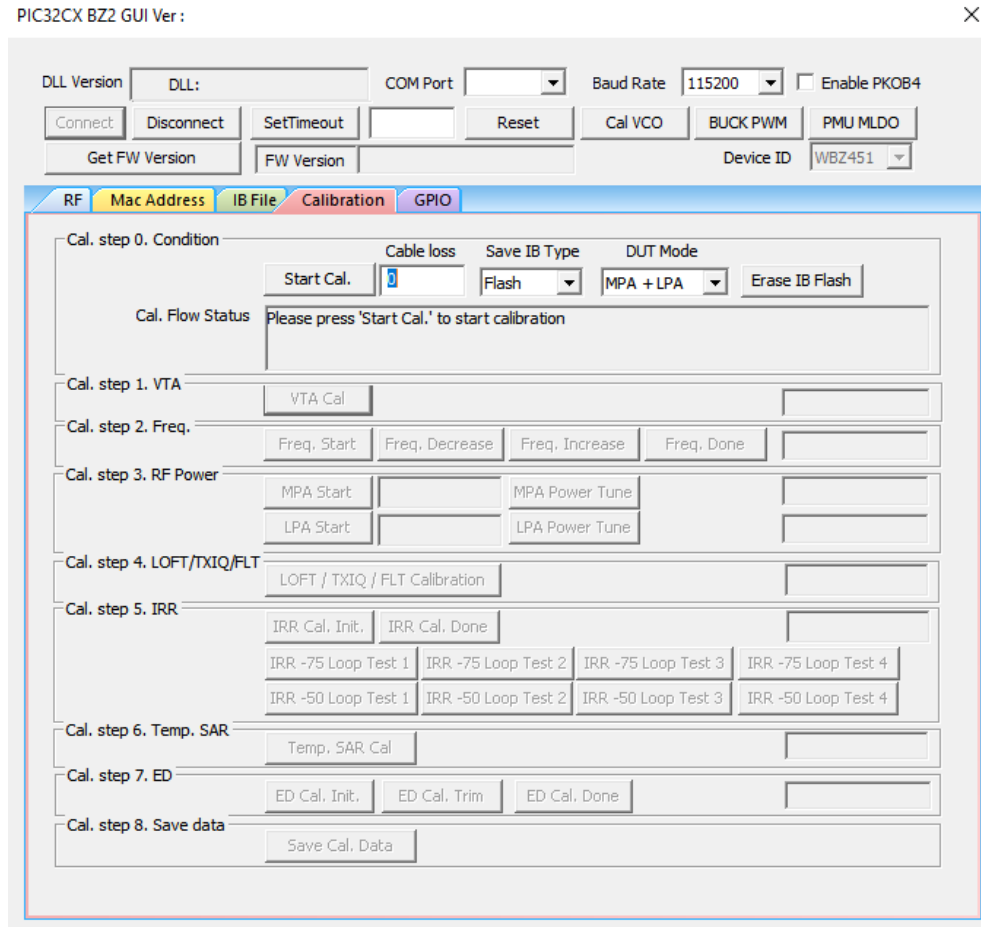 PIC32CX BZ2 GUI Ver :
DLL Version DLL: COM Port Baud Rate 115200 Enable PKOB4
Connect Disconnect SetTimeout Reset Cal VCO BUCK PWM PMU MLDO
Get FW Version FW Version Device ID WBZ451
RF Mac Address IB File Calibration GPIO
Cal. step 0. Condition
Cable loss Save IB Type DUT Mode
Start Cal. 0 Flash MPA + LPA Erase IB Flash
Cal. Flow Status Please press 'Start Cal.' to start calibration
Cal. step 1. VTA
VTA Cal
Cal. step 2. Freq.
Freq. Start Freq. Decrease Freq. Increase Freq. Done
Cal. step 3. RF Power
MPA Start MPA Power Tune
LPA Start LPA Power Tune
Cal. step 4. LOFT/TXIQ/FLT
LOFT / TXIQ / FLT Calibration
Cal. step 5. IRR
IRR Cal. Init. IRR Cal. Done
IRR -75 Loop Test 1 IRR -75 Loop Test 2 IRR -75 Loop Test 3 IRR -75 Loop Test 4
IRR -50 Loop Test 1 IRR -50 Loop Test 2 IRR -50 Loop Test 3 IRR -50 Loop Test 4
Cal. step 6. Temp. SAR
Temp. SAR Cal
Cal. step 7. ED
ED Cal. Init. ED Cal. Trim ED Cal. Done
Cal. step 8. Save data
Save Cal. Data